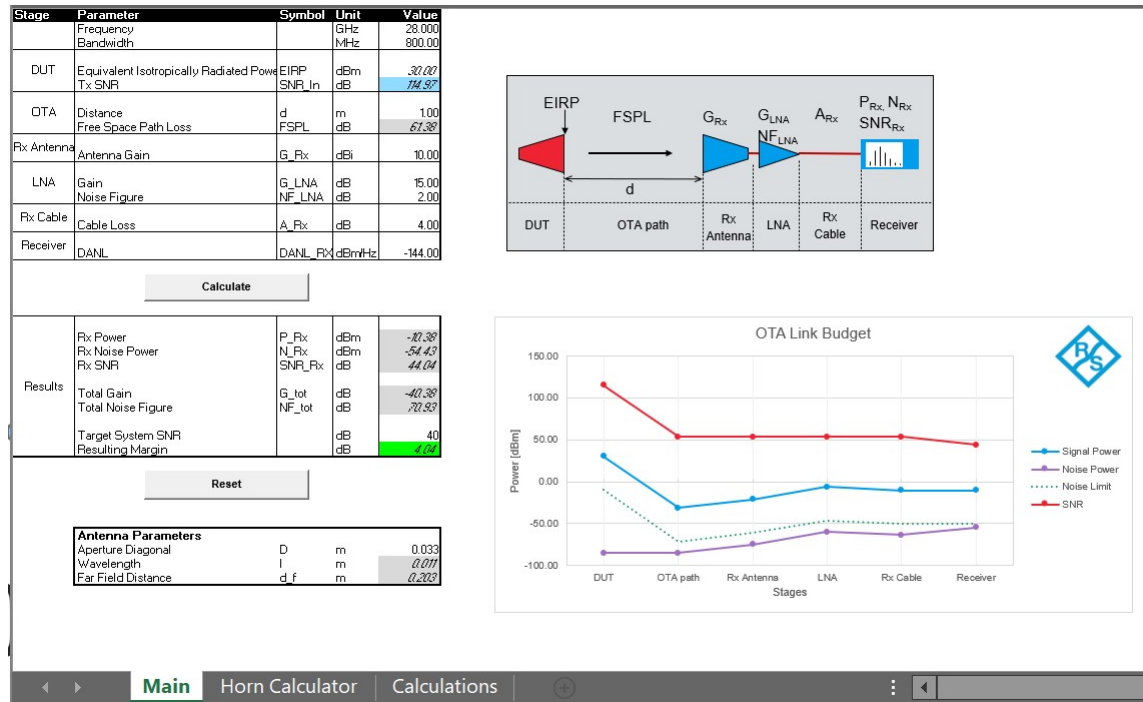 Stage Parameter Symbol Unit Value
Frequency GHz 28.000
Bandwidth MHz 800.00
DUT Equivalent Isotropically Radiated Powe EIRP dBm 30.00
Tx SNR SNR_In dB 114.97
OTA Distance d m 1.00
Free Space Path Loss FSPL dB 61.38
Rx Antenna Antenna Gain G_Rx dBi 10.00
LNA Gain G_LNA dB 15.00
Noise Figure NF_LNA dB 2.00
Rx Cable Cable Loss A_Rx dB 4.00
Receiver DANL DANL_RX dBm/Hz -144.00
Calculate
Results
Rx Power P_Rx dBm -10.38
Rx Noise Power N_Rx dBm -54.43
Rx SNR SNR_Rx dB 44.04
Total Gain G_tot dB -40.38
Total Noise Figure NF_tot dB 70.93
Target System SNR dB 40
Resulting Margin dB 4.04
Reset
Antenna Parameters
Aperture Diagonal D m 0.033
Wavelength l m 0.011
Far Field Distance d_f m 0.203
EIRP FSPL GRx GLNA ARx PRx, NRx
NFLNA SNRRx
d
DUT OTA path Rx Antenna LNA Rx Cable Receiver
OTA Link Budget
R/S
Power [dBm]
150.00
100.00
50.00
0.00
-50.00
-100.00
DUT OTA path Rx Antenna LNA Rx Cable Receiver
Stages
Signal Power
Noise Power
Noise Limit
SNR
Main Horn Calculator Calculations